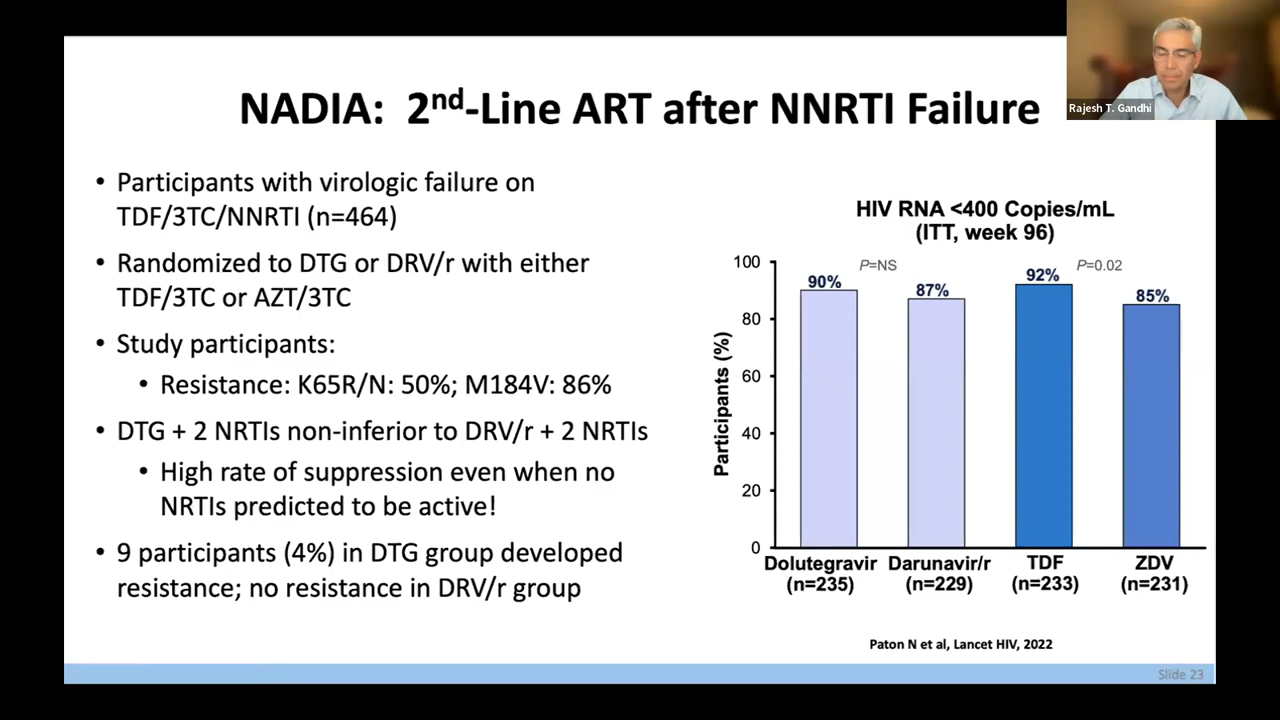 NADIA: 2nd-Line ART after NNRTI Failure
Rajesh T. Gandhi
• Participants with virologic failure on
TDF/3TC/NNRTI (n=464)
• Randomized to DTG or DRV/r with either
TDF/3TC or AZT/3TC
• Study participants:
• Resistance: K65R/N: 50%; M184V: 86%
• DTG + 2 NRTIs non-inferior to DRV/r + 2 NRTIs
• High rate of suppression even when no
NRTIs predicted to be active!
• 9 participants (4%) in DTG group developed
resistance; no resistance in DRV/r group
HIV RNA <400 Copies/mL
(ITT, week 96)
Participants (%)
100
80
60
40
20
0
P=NS
P=0.02
90%
87%
92%
85%
Dolutegravir Darunavir/r TDF ZDV
(n=235) (n=229) (n=233) (n=231)
Paton N et al, Lancet HIV, 2022
Slide 23